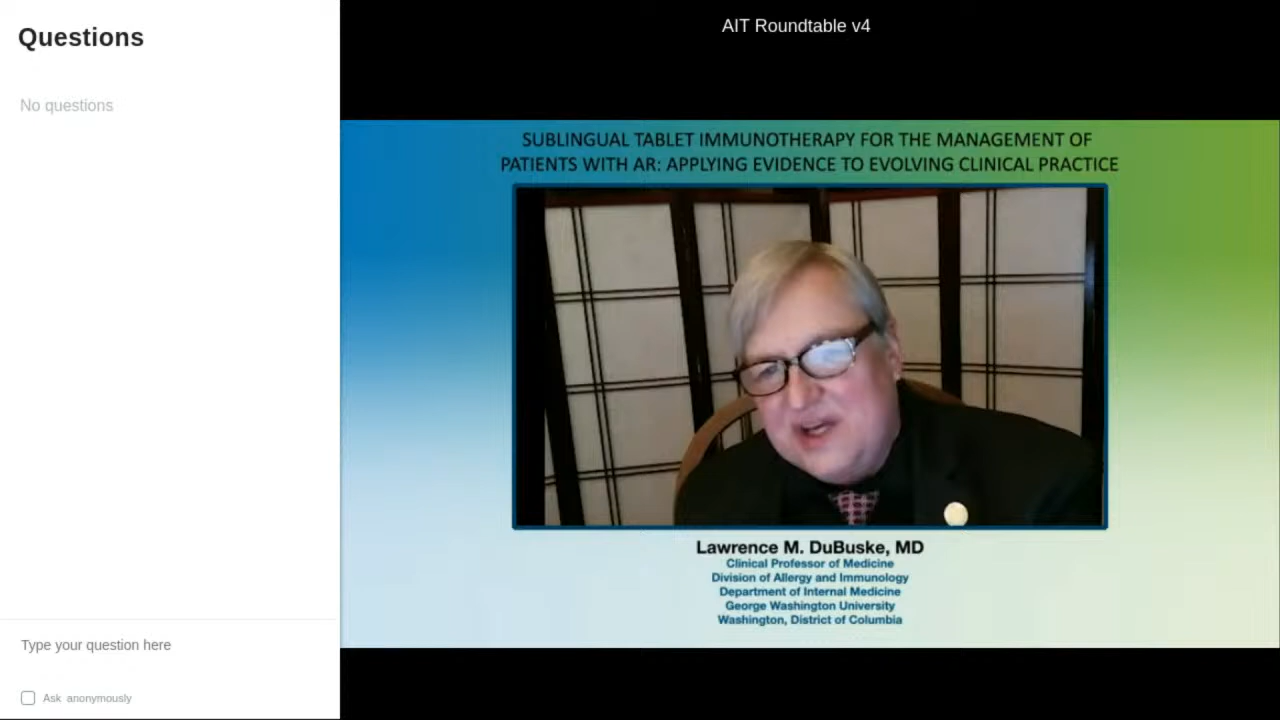 Questions
No questions
Type your question here
Ask anonymously
AIT Roundtable v4
SUBLINGUAL TABLET IMMUNOTHERAPY FOR THE MANAGEMENT OF
PATIENTS WITH AR: APPLYING EVIDENCE TO EVOLVING CLINICAL PRACTICE
Lawrence M. DuBuske, MD
Clinical Professor of Medicine
Division of Allergy and Immunology
Department of Internal Medicine
George Washington University
Washington, District of Columbia